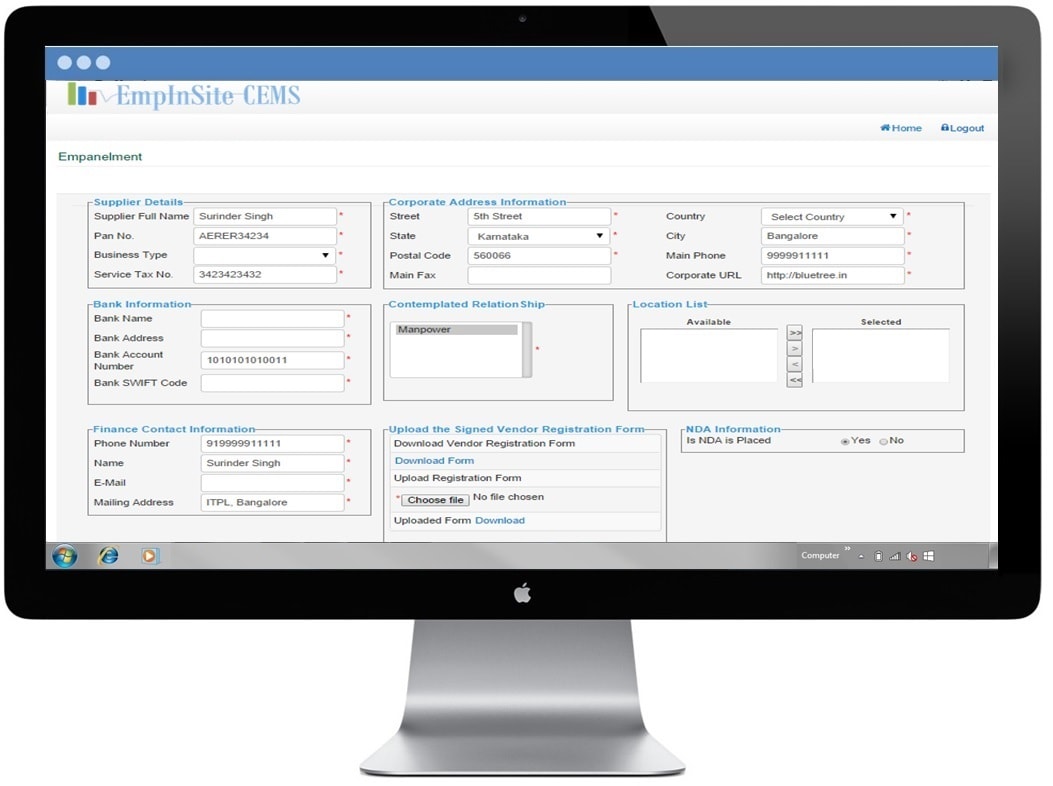 EmpInSite CEMS
Home Logout
Empanelment
Supplier Details
Supplier Full Name Surinder Singh *
Pan No. AERER34234 *
Business Type *
Service Tax No. 3423423432 *
Corporate Address Information
Street 5th Street * Country Select Country *
State Karnataka * City Bangalore *
Postal Code 560066 * Main Phone 9999911111 *
Main Fax Corporate URL http://bluetree.in *
Bank Information
Bank Name *
Bank Address *
Bank Account
Number 1010101010011 *
Bank SWIFT Code *
Contemplated RelationShip
Manpower
*
Location List
Available Selected
>>
>
<
<<
Finance Contact Information
Phone Number 919999911111 *
Name Surinder Singh *
E-Mail *
Mailing Address ITPL, Bangalore *
Upload the Signed Vendor Registration Form
Download Vendor Registration Form
Download Form
Upload Registration Form
* Choose file No file chosen
Uploaded Form Download
NDA Information
Is NDA is Placed Yes No
Computer »